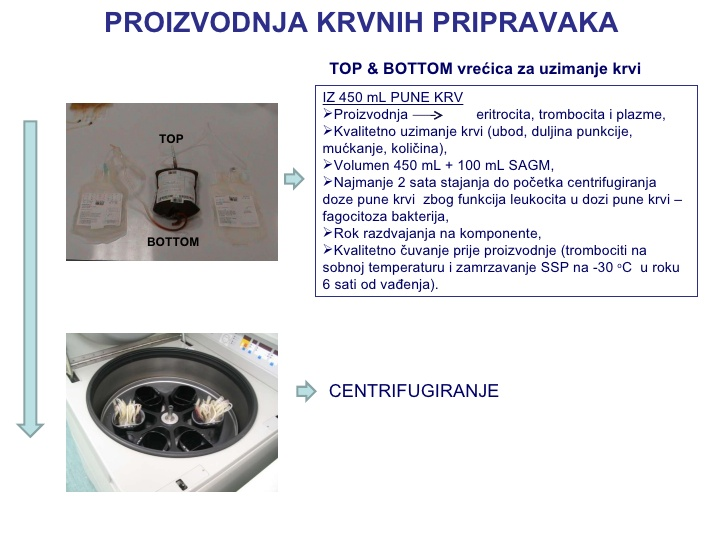 PROIZVODNJA KRVNIH PRIPRAVAKA
TOP & BOTTOM vrećica za uzimanje krvi
TOP
BOTTOM
IZ 450 mL PUNE KRV
➢Proizvodnja → eritrocita, trombocita i plazme,
➢Kvalitetno uzimanje krvi (ubod, duljina punkcije,
mućkanje, količina),
➢Volumen 450 mL + 100 mL SAGM,
➢Najmanje 2 sata stajanja do početka centrifugiranja
doze pune krvi zbog funkcija leukocita u dozi pune krvi –
fagocitoza bakterija,
➢Rok razdvajanja na komponente,
➢Kvalitetno čuvanje prije proizvodnje (trombociti na
sobnoj temperaturu i zamrzavanje SSP na -30 °C u roku
6 sati od vađenja).
CENTRIFUGIRANJE